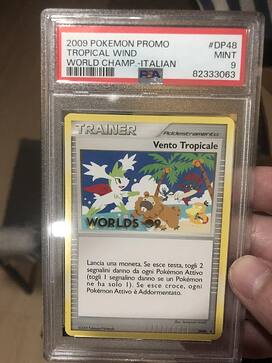 2009 POKEMON PROMO #DP48
TROPICAL WIND MINT
WORLD CHAMP.-ITALIAN 9
PSA 82333063
TRAINER Addestramento
Vento Tropicale
WORLDS 09
Lancia una moneta. Se esce testa, togli 2
segnalini danno da ogni Pokémon Attivo
(togli 1 segnalino danno se un Pokémon
ne ha solo 1). Se esce croce, ogni
Pokémon Attivo è Addormentato.